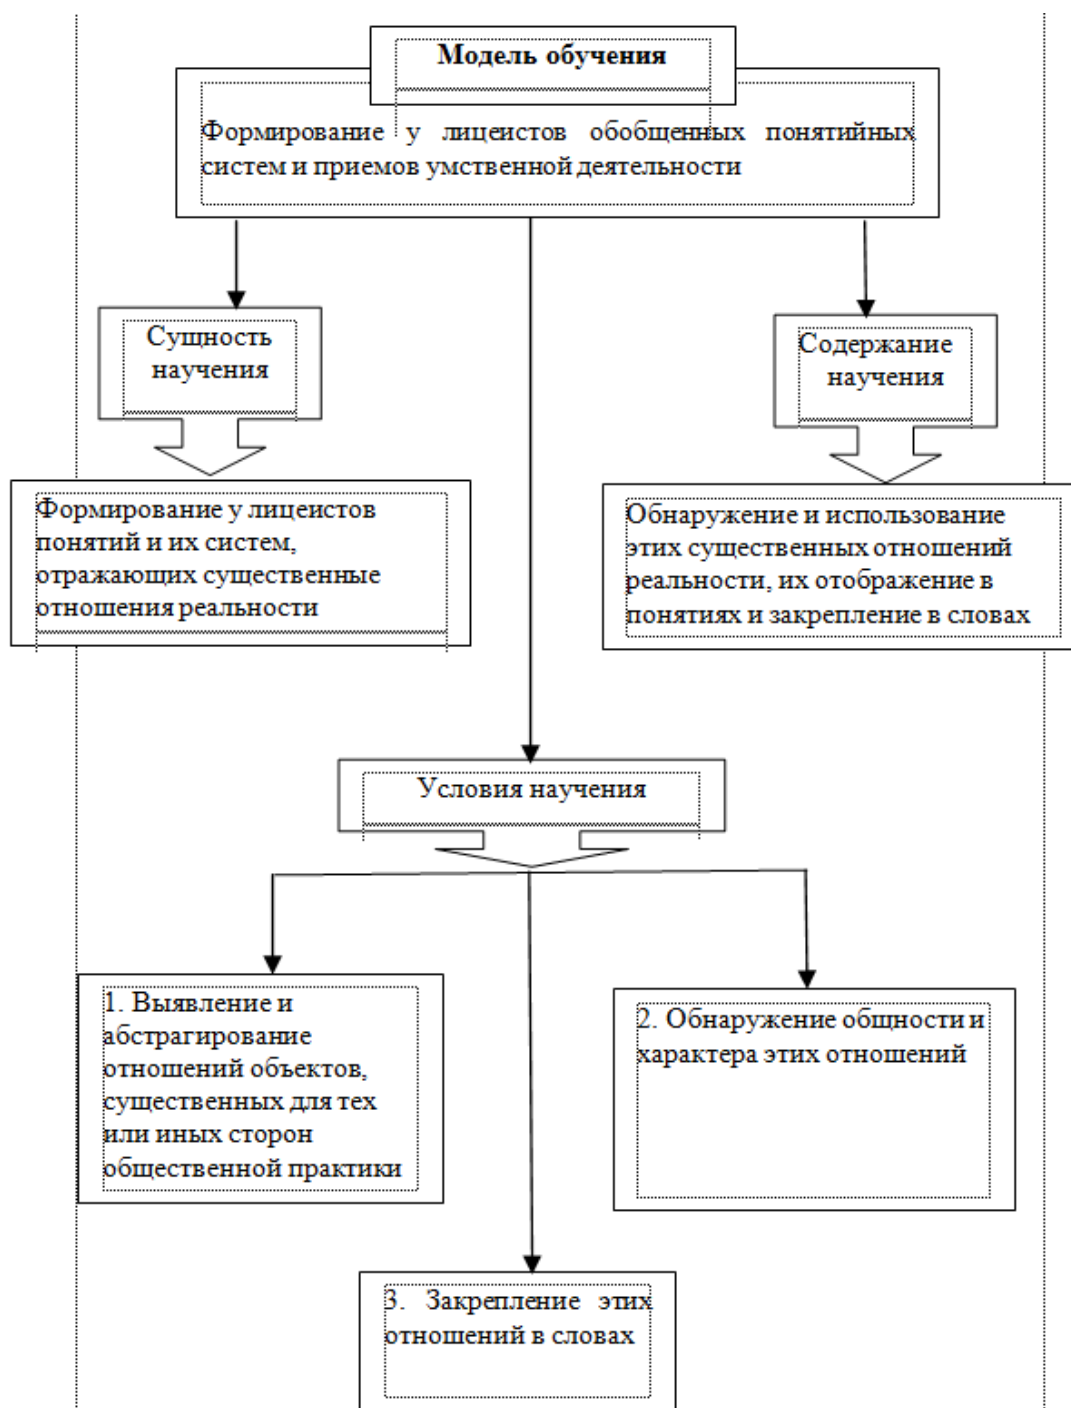 Модель обучения
Формирование у лицеистов обобщенных понятийных
систем и приемов умственной деятельности
Сущность
научения
Содержание
научения
Формирование у лицеистов
понятий и их систем,
отражающих существенные
отношения реальности
Обнаружение и использование
этих существенных отношений
реальности, их отображение в
понятиях и закрепление в словах
Условия научения
1. Выявление и
абстрагирование
отношений объектов,
существенных для тех
или иных сторон
общественной практики
2. Обнаружение общности и
характера этих отношений
3. Закрепление этих
отношений в словах